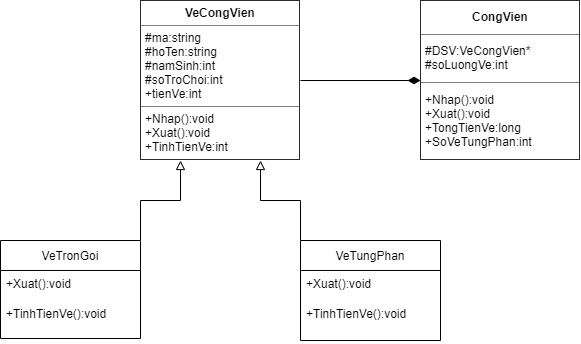 VeCongVien
#ma:string
#hoTen:string
#namSinh:int
#soTroChoi:int
+tienVe:int
+Nhap():void
+Xuat():void
+TinhTienVe:int
CongVien
#DSV:VeCongVien*
#soLuongVe:int
+Nhap():void
+Xuat():void
+TongTienVe:long
+SoVeTungPhan:int
VeTronGoi
+Xuat():void
+TinhTienVe():void
VeTungPhan
+Xuat():void
+TinhTienVe():void